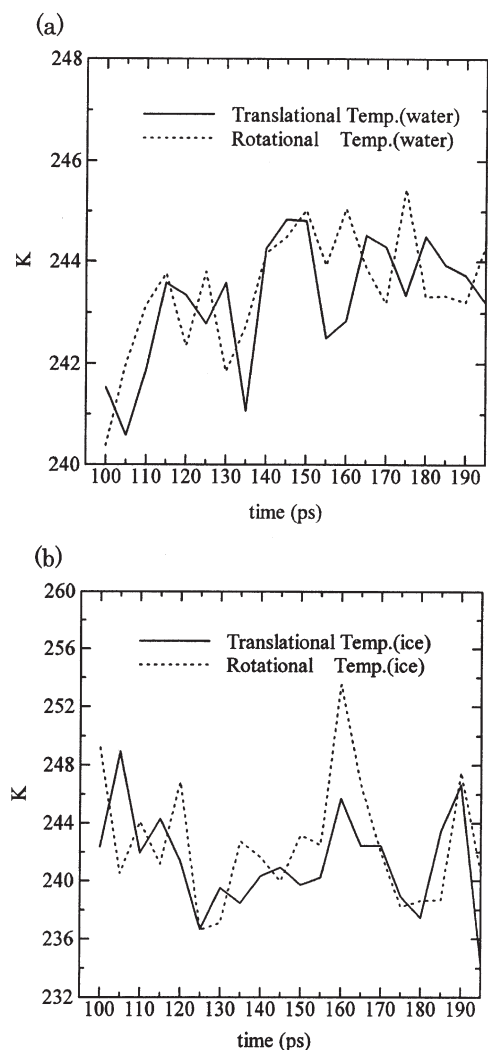 (a)
248
246
244
242
240
K
Translational Temp.(water)
Rotational Temp.(water)
100 110 120 130 140 150 160 170 180 190
time (ps)
(b)
260
256
252
248
244
240
236
232
K
Translational Temp.(ice)
Rotational Temp.(ice)
100 110 120 130 140 150 160 170 180 190
time (ps)